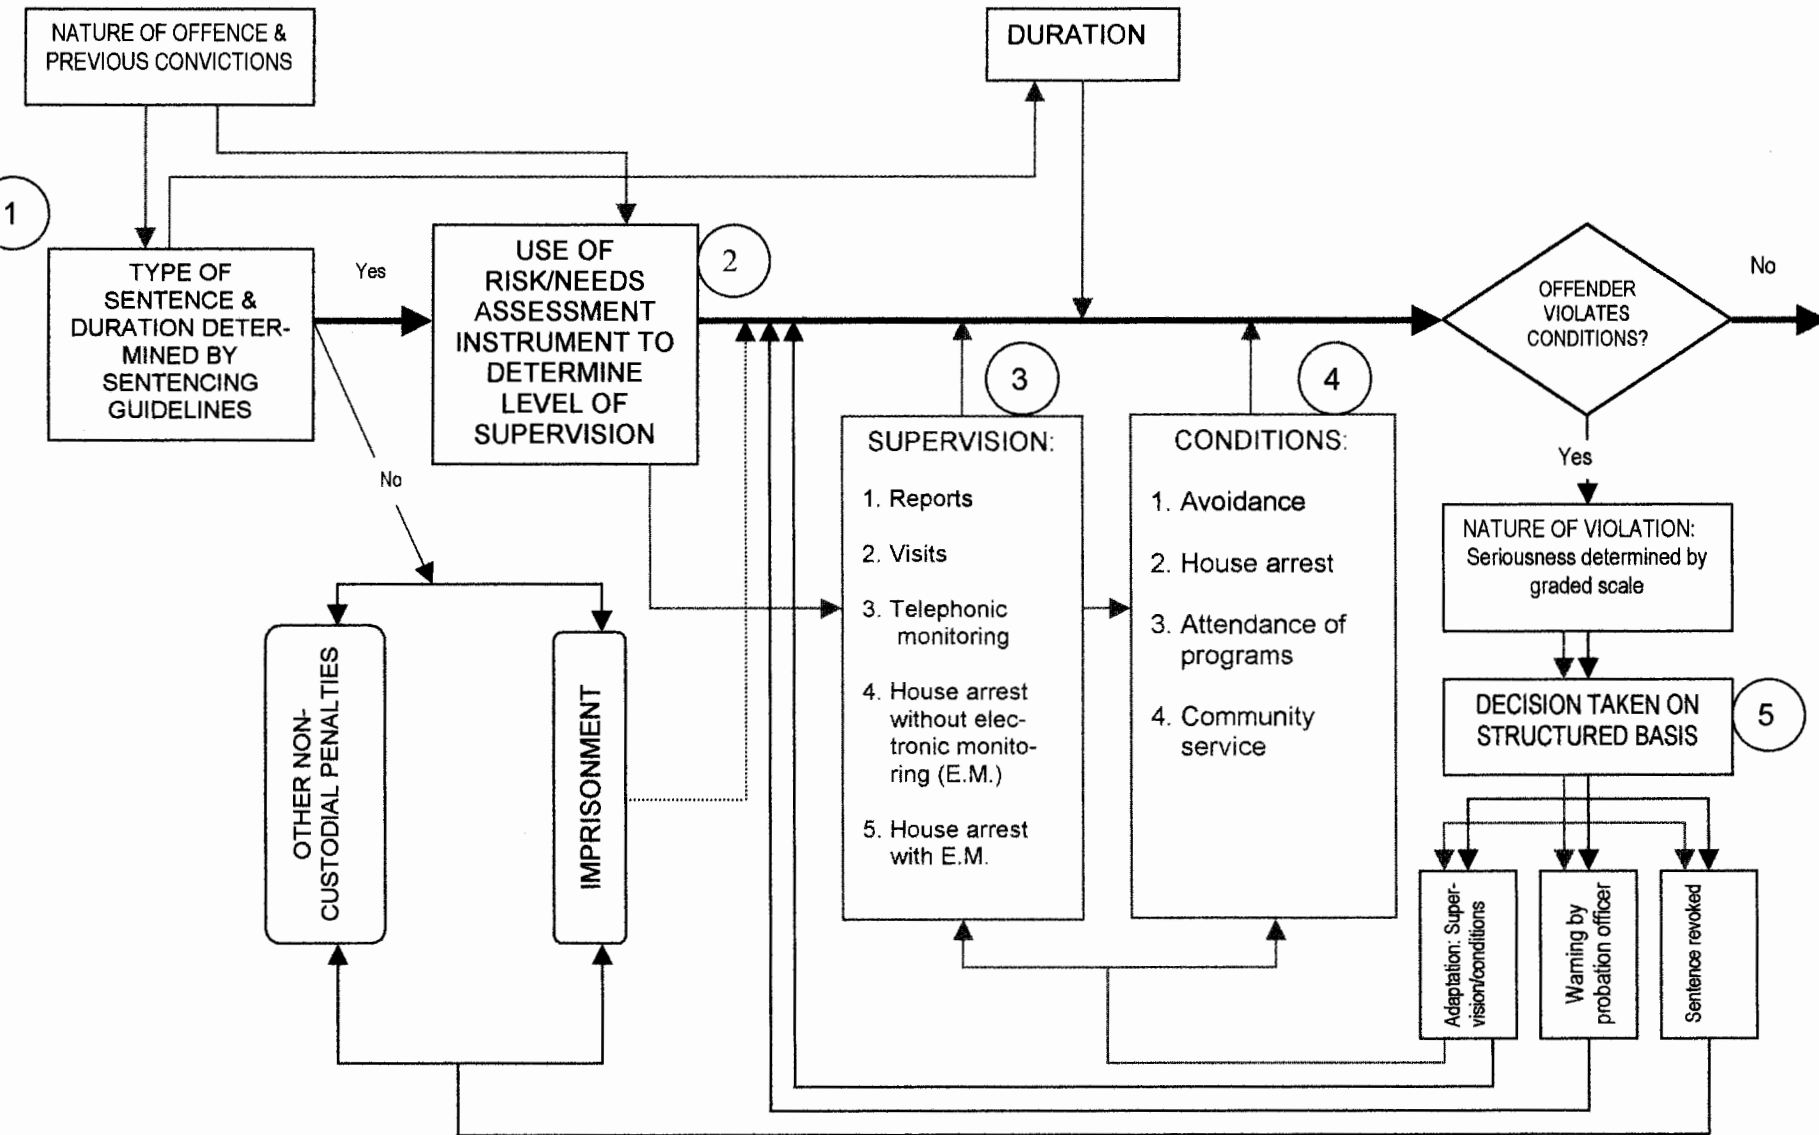 NATURE OF OFFENCE &
PREVIOUS CONVICTIONS
DURATION
1
TYPE OF
SENTENCE &
DURATION DETER-
MINED BY
SENTENCING
GUIDELINES
Yes
No
USE OF
RISK/NEEDS
ASSESSMENT
INSTRUMENT TO
DETERMINE
LEVEL OF
SUPERVISION
2
3
SUPERVISION:
1. Reports
2. Visits
3. Telephonic
monitoring
4. House arrest
without elec-
tronic monito-
ring (E.M.)
5. House arrest
with E.M.
4
CONDITIONS:
1. Avoidance
2. House arrest
3. Attendance of
programs
4. Community
service
OFFENDER
VIOLATES
CONDITIONS?
No
Yes
NATURE OF VIOLATION:
Seriousness determined by
graded scale
DECISION TAKEN ON
STRUCTURED BASIS
5
Adaptation: Super-
vision/conditions
Warning by
probation officer
Sentence revoked
OTHER NON-
CUSTODIAL PENALTIES
IMPRISONMENT